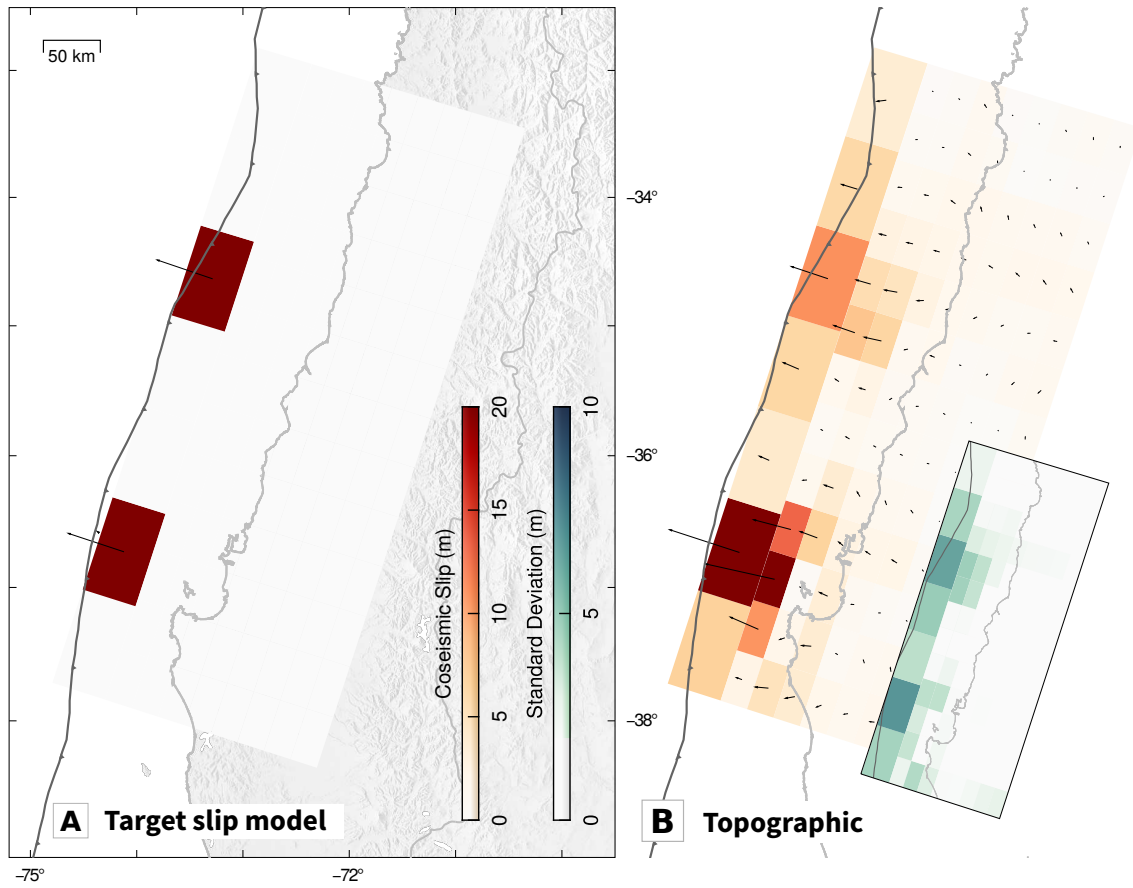 50 km
Coseismic Slip (m)
0
5
10
15
20
Standard Deviation (m)
0
5
10
A Target slip model
−75°
−72°
−34°
−36°
−38°
B Topographic